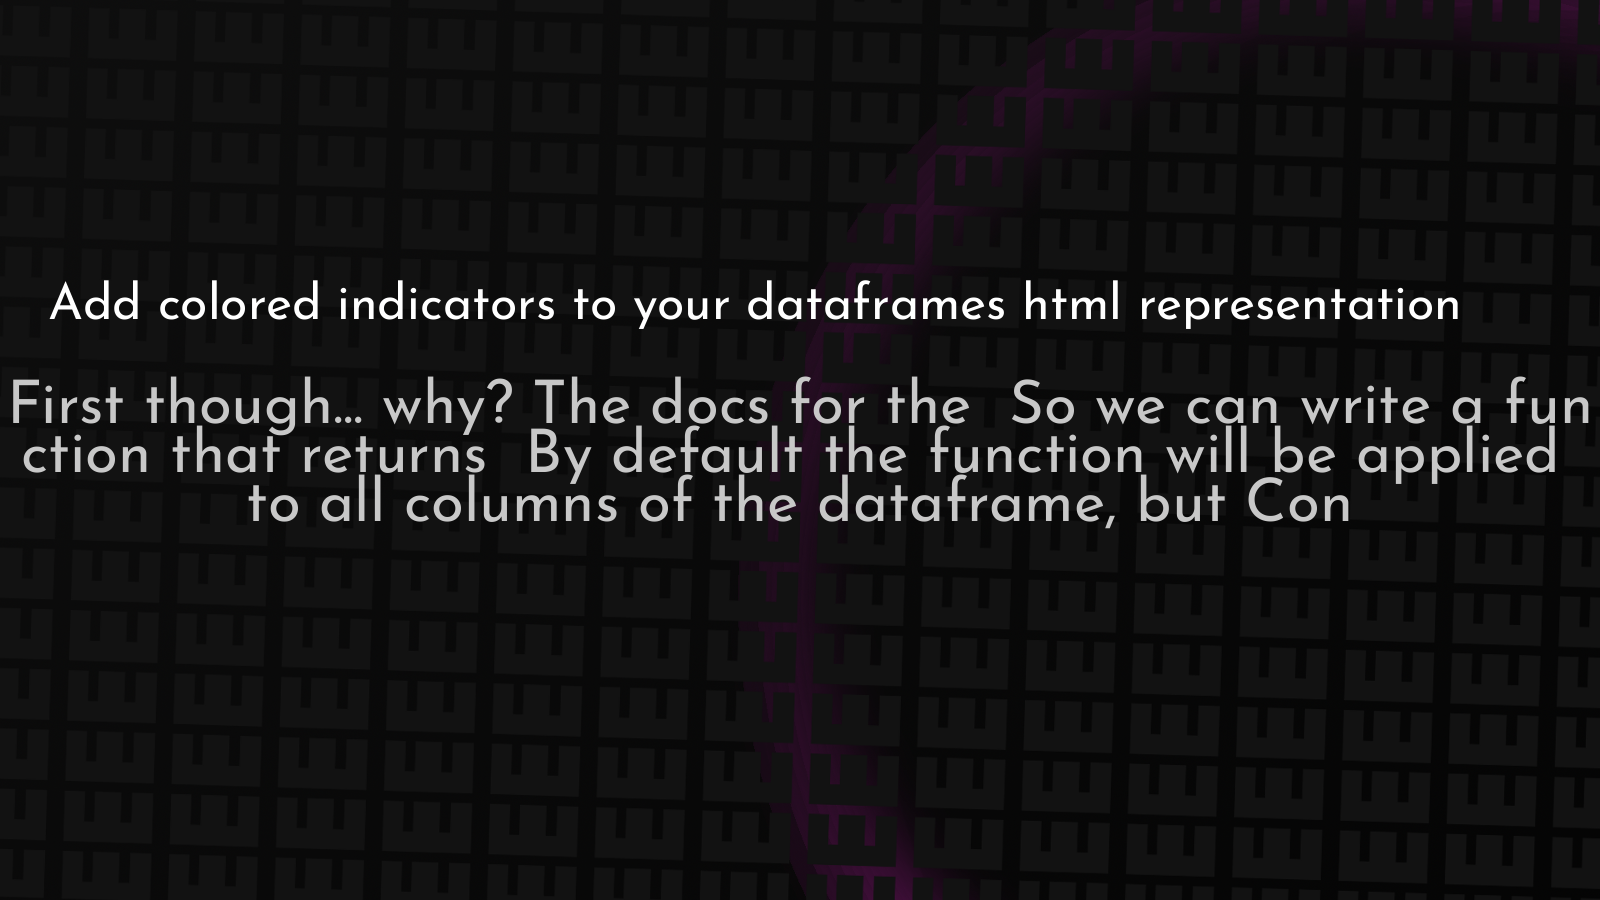 Add colored indicators to your dataframes html representation
First though... why? The docs for the  So we can write a fun
ction that returns  By default the function will be applied
to all columns of the dataframe, but Con